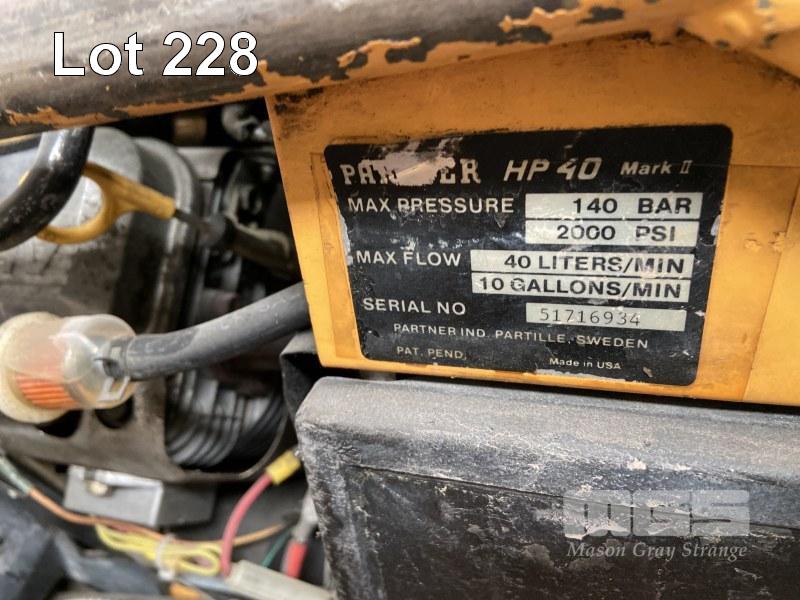 Lot 228
HP 40 Mark II
MAX PRESSURE 140 BAR
2000 PSI
MAX FLOW 40 LITERS/MIN
10 GALLONS/MIN
SERIAL NO 51716934
PARTNER IND. PARTILLE, SWEDEN
PAT. PEND. Made in USA
MGS
Mason Gray Strange